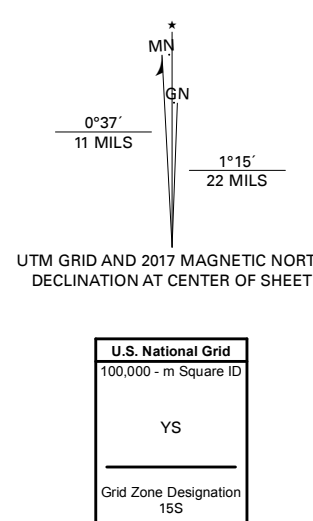 MN
GN
0°37´
11 MILS
1°15´
22 MILS
UTM GRID AND 2017 MAGNETIC NORT
DECLINATION AT CENTER OF SHEET
U.S. National Grid
100,000 - m Square ID
YS
Grid Zone Designation
15S